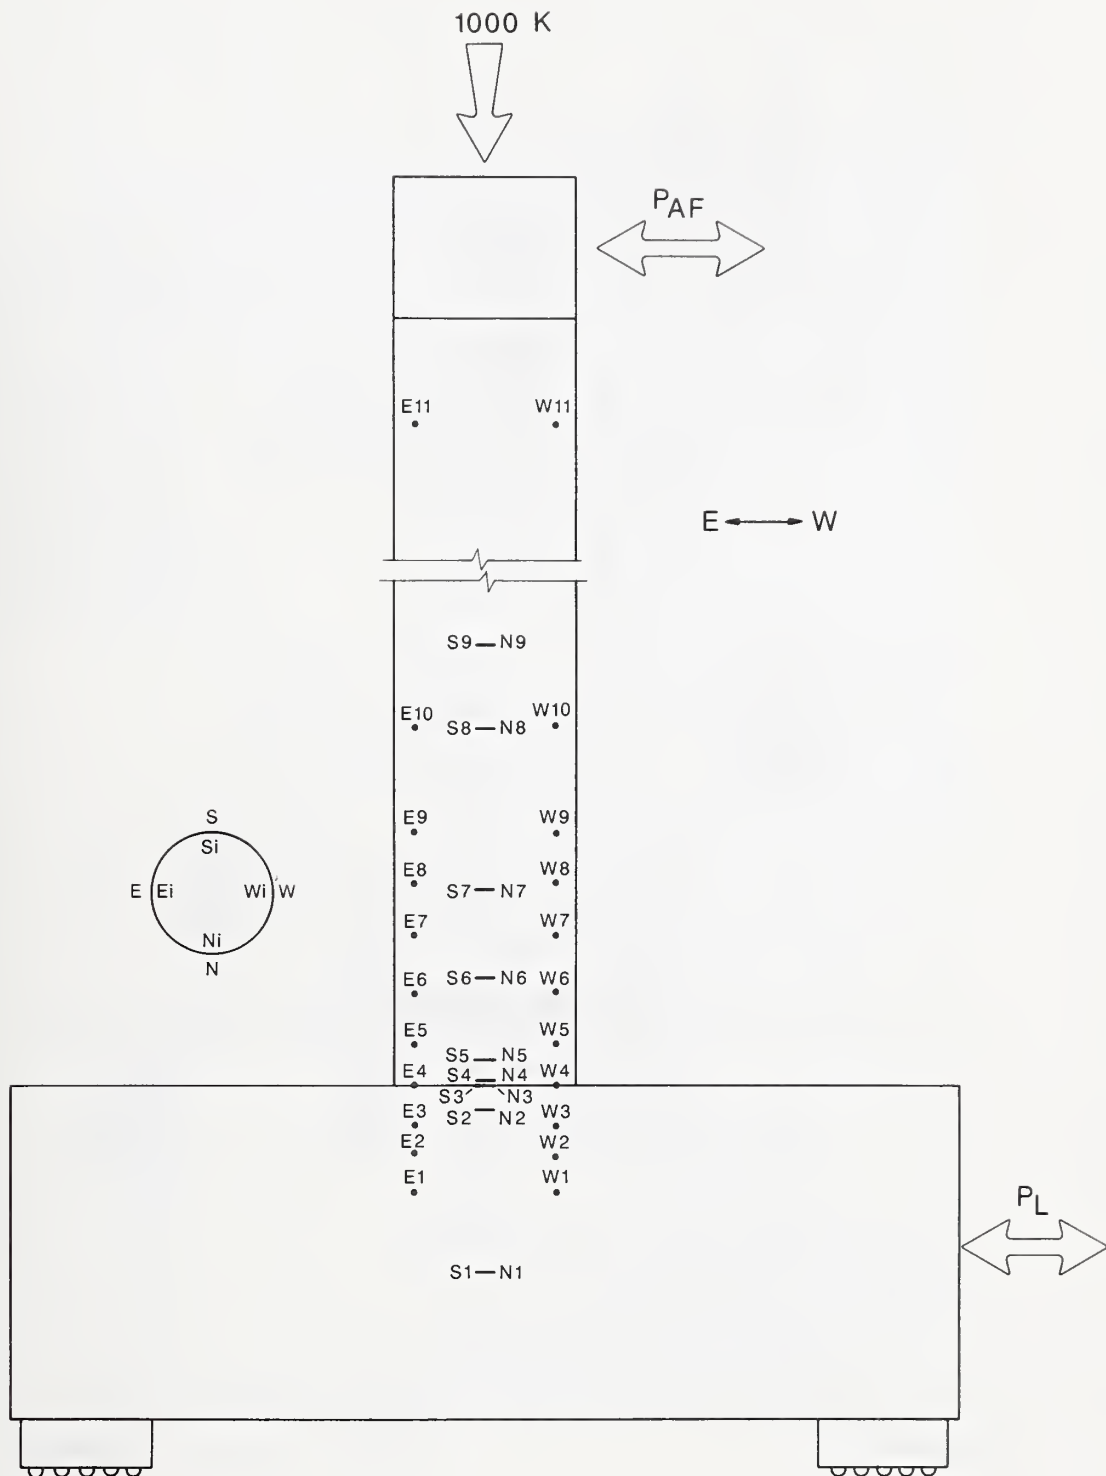 1000 K
PAF
E11 W11
E W
S9 N9
E10 W10
S8 N8
E9 W9
S
Si
E8 W8
E Ei Wi W
S7 N7
E7 W7
Ni
N
E6 S6 N6 W6
E5 W5
S5 N5
E4 S4 N4 W4
S3 N3
E3 S2 N2 W3
E2 W2
E1 W1
PL
S1 N1